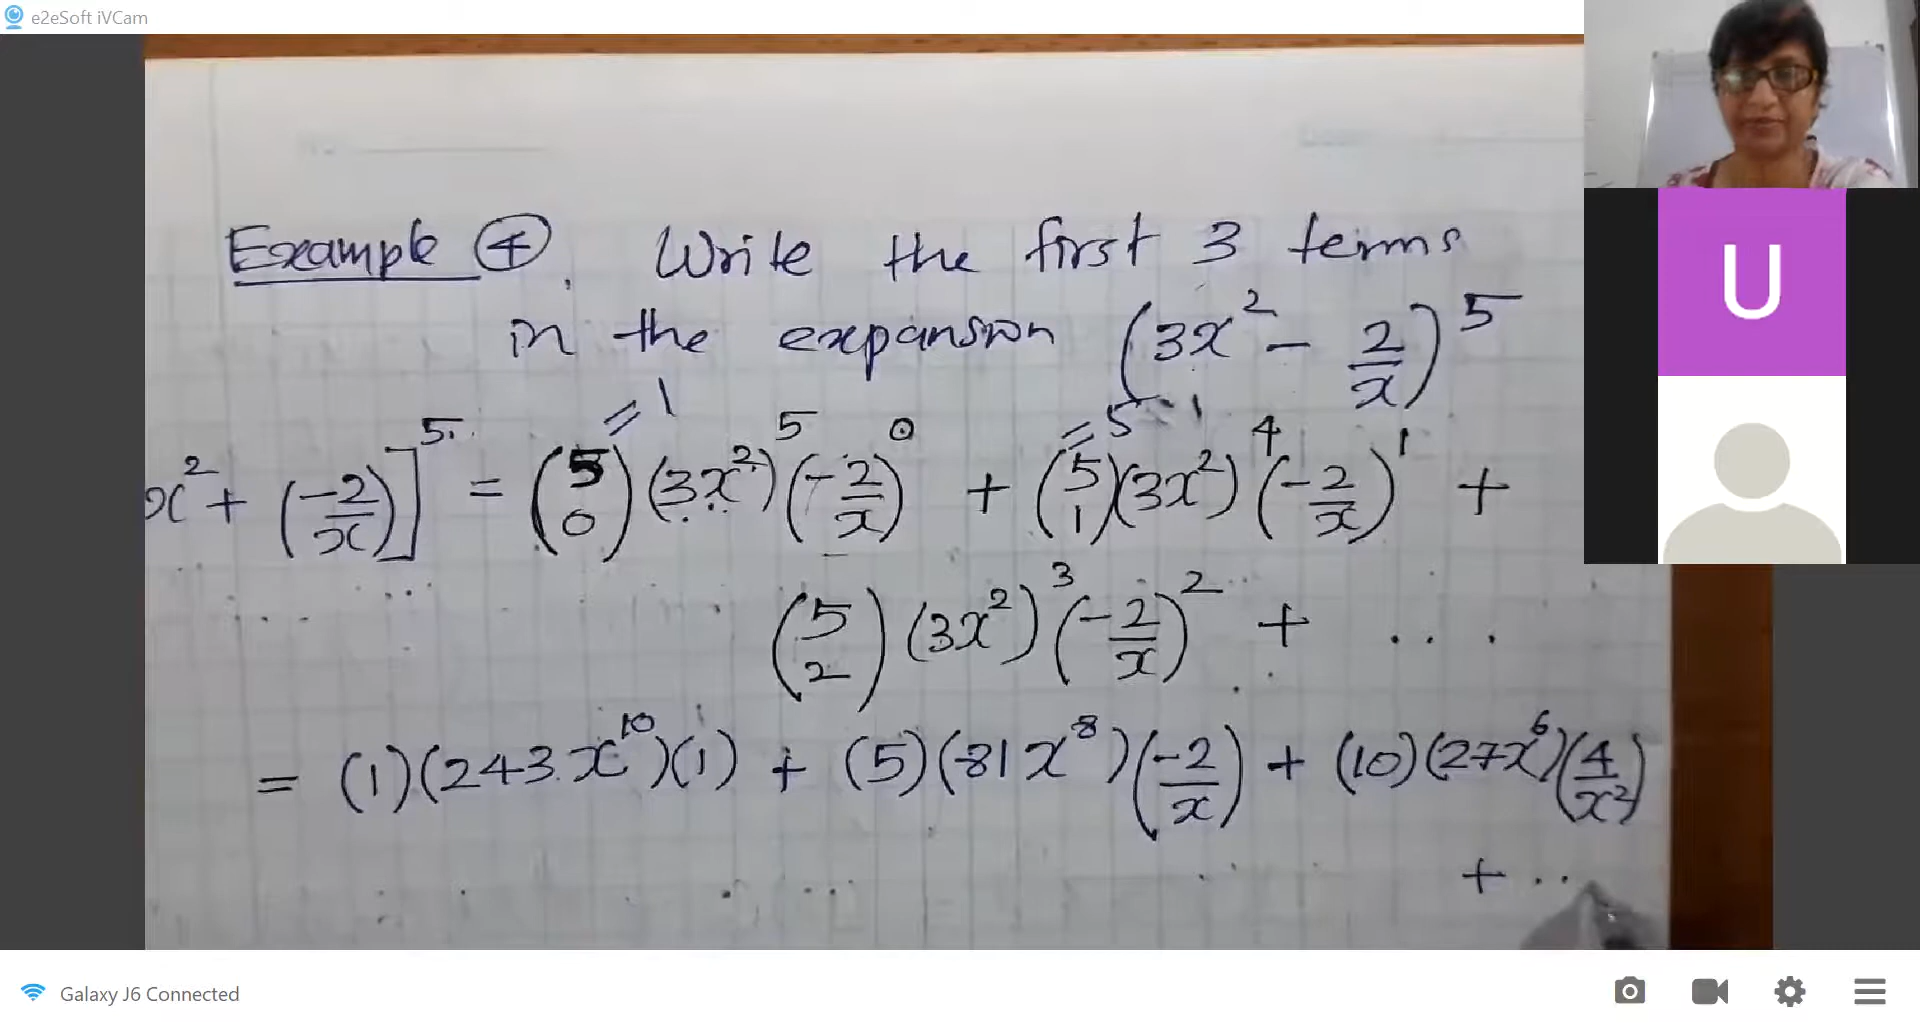 e2eSoft iVCam
Example ④. Write the first 3 terms
in the expansion (3x² - 2/x)⁵
= 1 = 5
x² + (-2/x)]⁵ = (5 0)(3x²)⁵(-2/x)⁰ + (5 1)(3x²)⁴(-2/x)¹ +
(5 2)(3x²)³(-2/x)² + ...
= (1)(243x¹⁰)(1) + (5)(81x⁸)(-2/x) + (10)(27x⁶)(4/x²)
+ ...
U
Galaxy J6 Connected